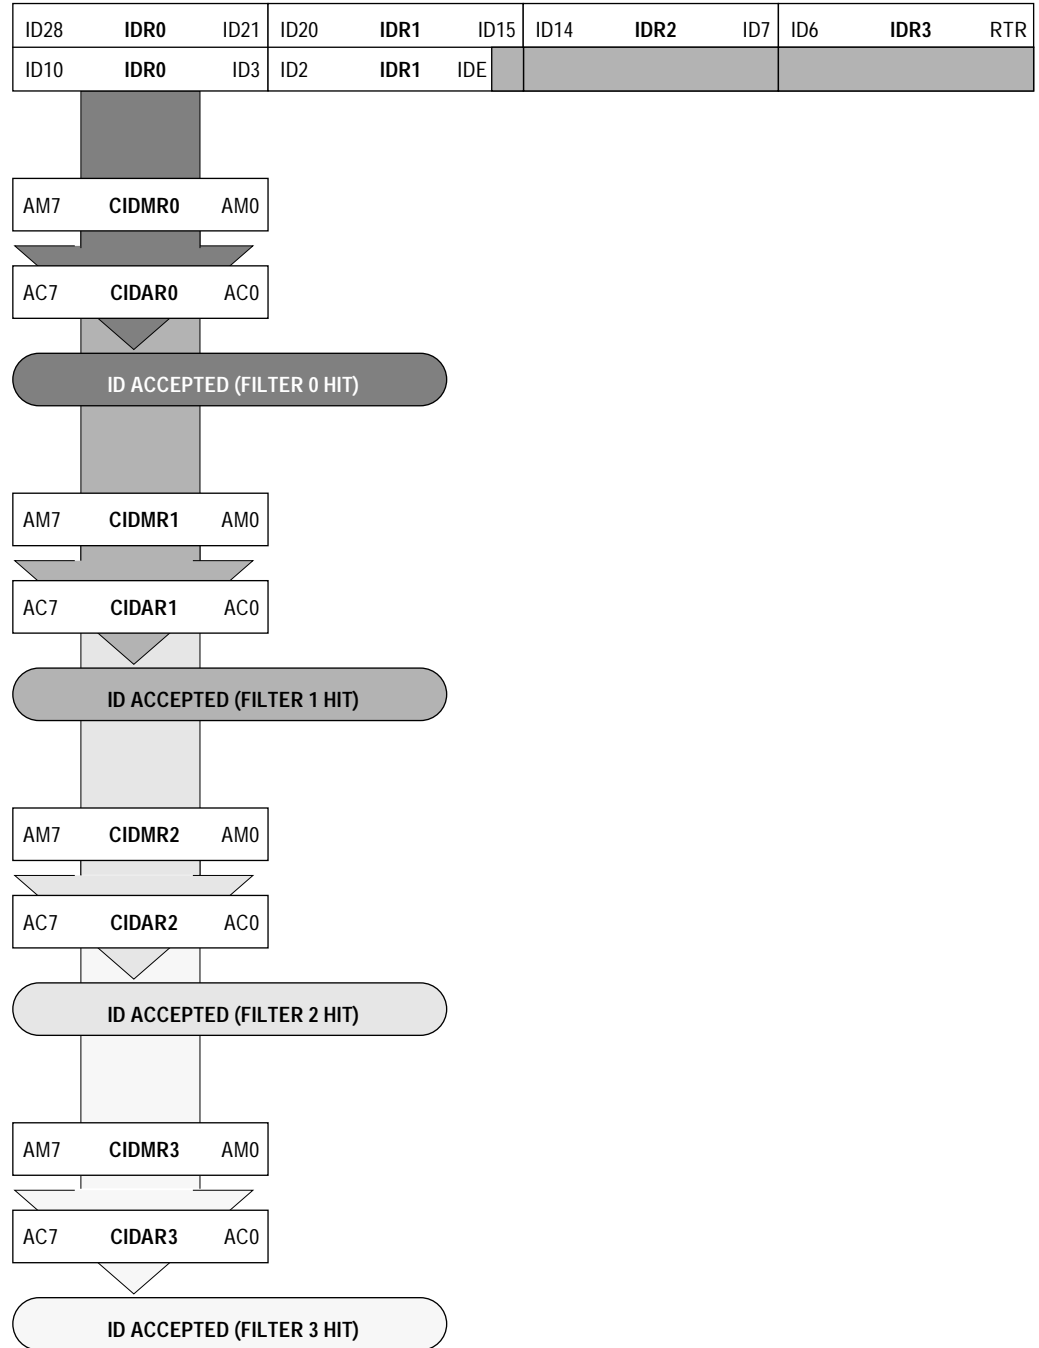 ID28 IDR0 ID21 ID20 IDR1 ID15 ID14 IDR2 ID7 ID6 IDR3 RTR
ID10 IDR0 ID3 ID2 IDR1 IDE
AM7 CIDMR0 AM0
AC7 CIDAR0 AC0
ID ACCEPTED (FILTER 0 HIT)
AM7 CIDMR1 AM0
AC7 CIDAR1 AC0
ID ACCEPTED (FILTER 1 HIT)
AM7 CIDMR2 AM0
AC7 CIDAR2 AC0
ID ACCEPTED (FILTER 2 HIT)
AM7 CIDMR3 AM0
AC7 CIDAR3 AC0
ID ACCEPTED (FILTER 3 HIT)